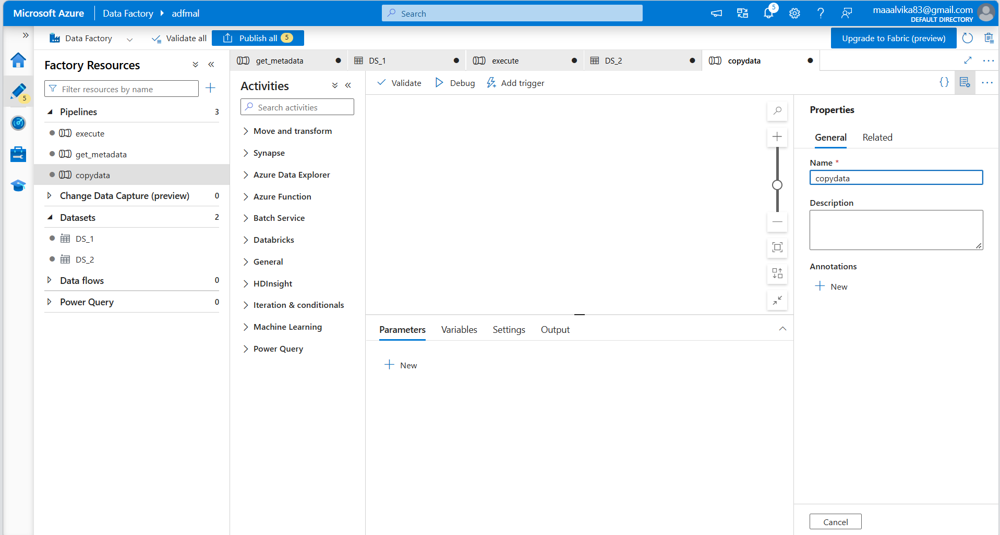 Microsoft Azure
Data Factory
adfmal
Search
5
maaalvika83@gmail.com
DEFAULT DIRECTORY
Data Factory
Validate all
Publish all 5
Upgrade to Fabric (preview)
Factory Resources
Filter resources by name
5
Pipelines 3
execute
get_metadata
copydata
Change Data Capture (preview) 0
Datasets 2
DS_1
DS_2
Data flows 0
Power Query 0
get_metadata
DS_1
execute
DS_2
copydata
Activities
Search activities
Move and transform
Synapse
Azure Data Explorer
Azure Function
Batch Service
Databricks
General
HDInsight
Iteration & conditionals
Machine Learning
Power Query
Validate
Debug
Add trigger
{}
Parameters
Variables
Settings
Output
New
Properties
General
Related
Name *
copydata
Description
Annotations
New
Cancel